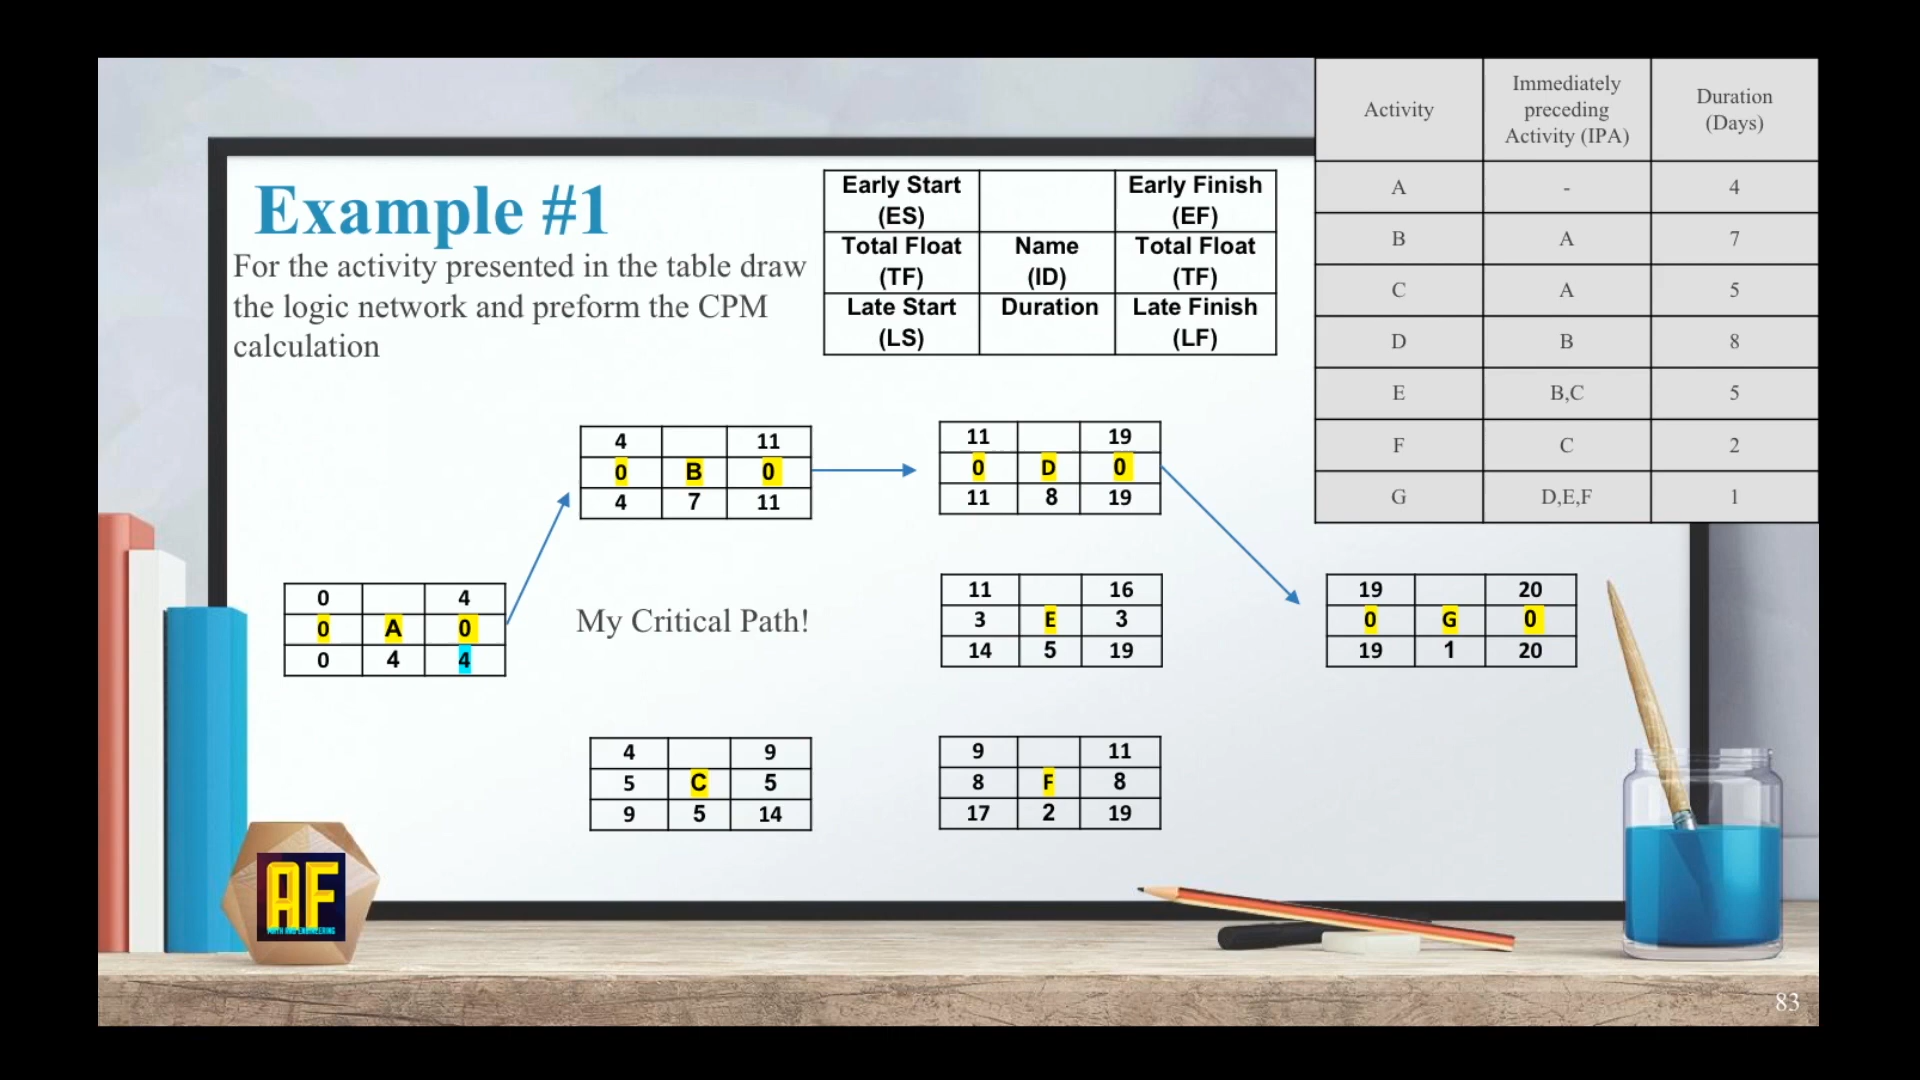 Example #1
For the activity presented in the table draw
the logic network and preform the CPM
calculation
Early Start
(ES)
Early Finish
(EF)
Total Float
(TF)
Name
(ID)
Total Float
(TF)
Late Start
(LS)
Duration
Late Finish
(LF)
Activity
Immediately
preceding
Activity (IPA)
Duration
(Days)
A - 4
B A 7
C A 5
D B 8
E B,C 5
F C 2
G D,E,F 1
0 4
0 A 0
0 4 4
4 11
0 B 0
4 7 11
11 19
0 D 0
11 8 19
My Critical Path!
11 16
3 E 3
14 5 19
19 20
0 G 0
19 1 20
4 9
5 C 5
9 5 14
9 11
8 F 8
17 2 19
AF
MATH AND ENGINEERING
83